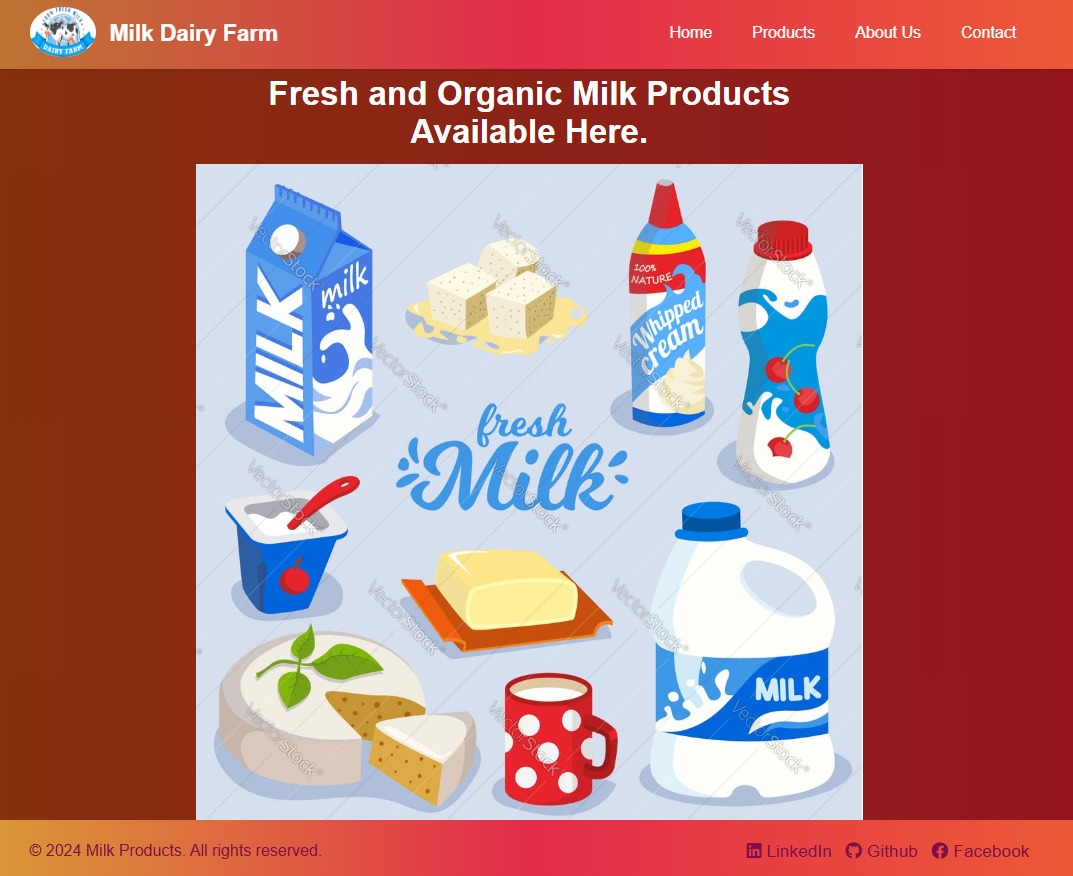 Milk Dairy Farm
Home
Products
About Us
Contact
DAIRY FARM
Fresh and Organic Milk Products
Available Here.
MILK
milk
100%
NATURE
Whipped
cream
fresh
Milk
MILK
VectorStock®
© 2024 Milk Products. All rights reserved.
LinkedIn
Github
Facebook